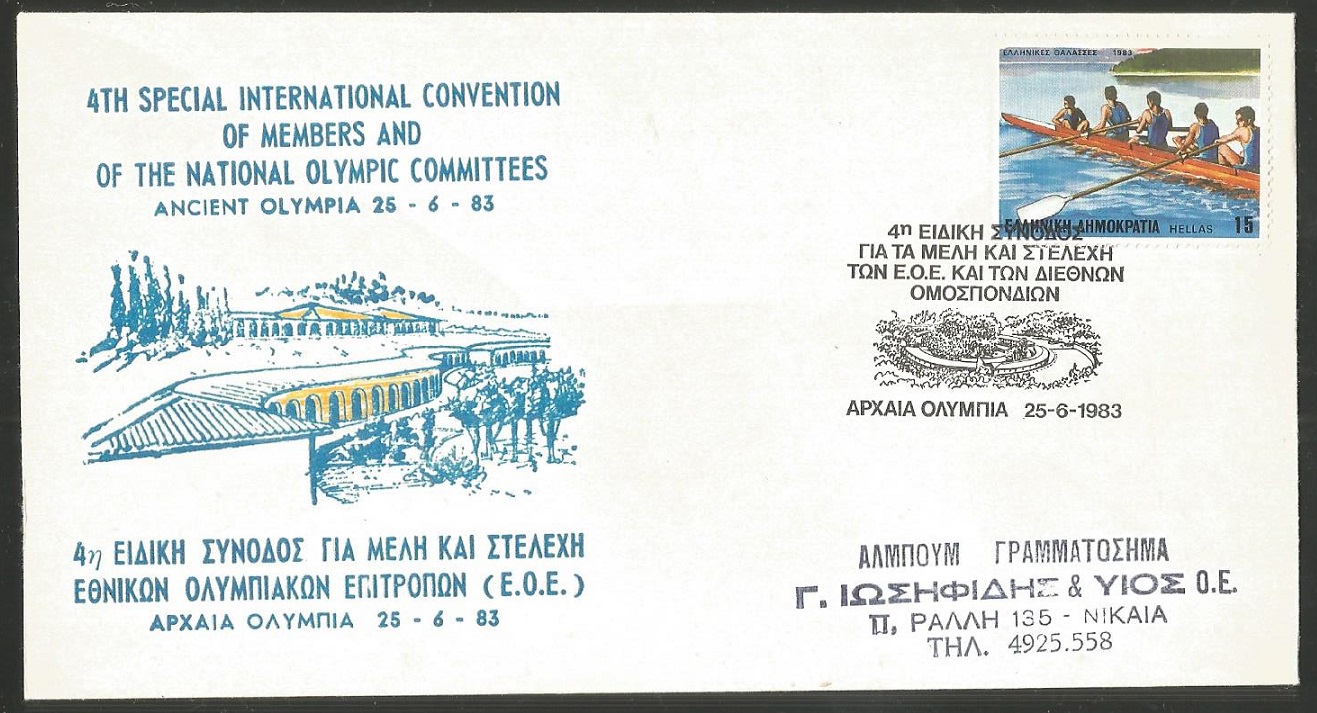 4TH SPECIAL INTERNATIONAL CONVENTION
OF MEMBERS AND
OF THE NATIONAL OLYMPIC COMMITTEES
ANCIENT OLYMPIA 25 - 6 - 83
4η ΕΙΔΙΚΗ ΣΥΝΟΔΟΣ ΓΙΑ ΜΕΛΗ ΚΑΙ ΣΤΕΛΕΧΗ
ΕΘΝΙΚΩΝ ΟΛΥΜΠΙΑΚΩΝ ΕΠΙΤΡΟΠΩΝ (Ε.Ο.Ε.)
ΑΡΧΑΙΑ ΟΛΥΜΠΙΑ 25 - 6 - 83
ΕΛΛΗΝΙΚΕΣ ΘΑΛΑΣΣΕΣ 1983
ΕΛΛΗΝΙΚΗ ΔΗΜΟΚΡΑΤΙΑ HELLAS 15
4η ΕΙΔΙΚΗ ΣΥΝΟΔΟΣ
ΓΙΑ ΤΑ ΜΕΛΗ ΚΑΙ ΣΤΕΛΕΧΗ
ΤΩΝ Ε.Ο.Ε. ΚΑΙ ΤΩΝ ΔΙΕΘΝΩΝ
ΟΜΟΣΠΟΝΔΙΩΝ
ΑΡΧΑΙΑ ΟΛΥΜΠΙΑ 25-6-1983
ΑΛΜΠΟΥΜ ΓΡΑΜΜΑΤΟΣΗΜΑ
Γ. ΙΩΣΗΦΙΔΗΣ & ΥΙΟΣ Ο.Ε.
Π, ΡΑΛΛΗ 135 - ΝΙΚΑΙΑ
ΤΗΛ. 4925.558